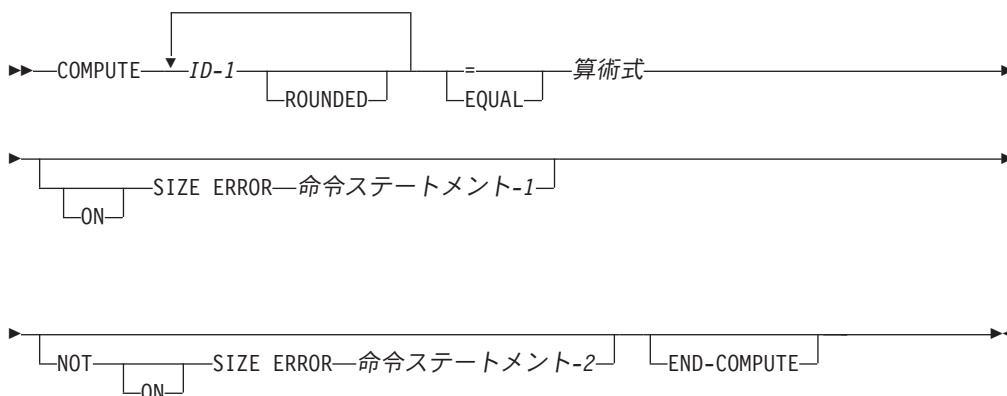 COMPUTE ID-1 = 算術式
ROUNDED EQUAL
SIZE ERROR 命令ステートメント-1
ON
NOT SIZE ERROR 命令ステートメント-2 END-COMPUTE
ON